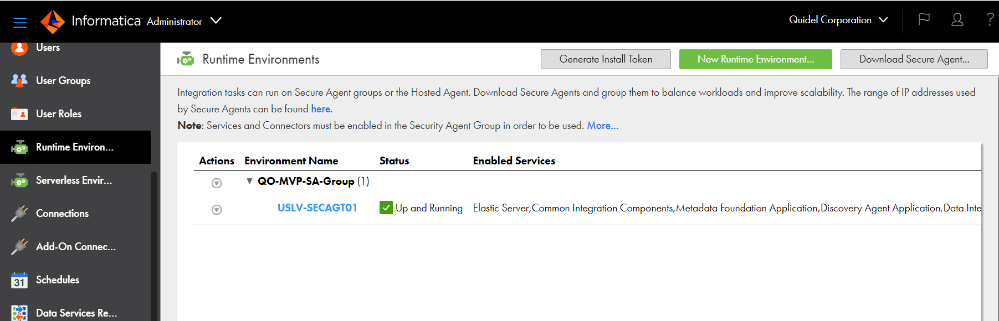 Informatica Administrator
Quidel Corporation
?
Users
User Groups
User Roles
Runtime Environ...
Serverless Envir...
Connections
Add-On Connec...
31
Schedules
Data Services Re...
Runtime Environments
Generate Install Token
New Runtime Environment...
Download Secure Agent...
Integration tasks can run on Secure Agent groups or the Hosted Agent. Download Secure Agents and group them to balance workloads and improve scalability. The range of IP addresses used
by Secure Agents can be found here.
Note: Services and Connectors must be enabled in the Security Agent Group in order to be used. More...
Actions Environment Name Status Enabled Services
QO-MVP-SA-Group (1)
USLV-SECAGT01 Up and Running Elastic Server,Common Integration Components,Metadata Foundation Application,Discovery Agent Application,Data Inte